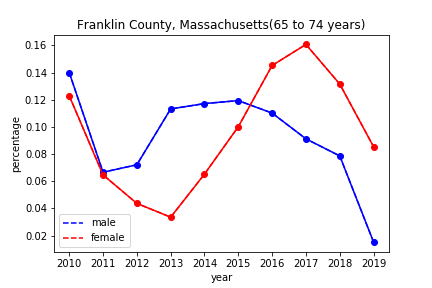 Franklin County, Massachusetts(65 to 74 years)
percentage
0.16
0.14
0.12
0.10
0.08
0.06
0.04
0.02
male
female
2010 2011 2012 2013 2014 2015 2016 2017 2018 2019
year